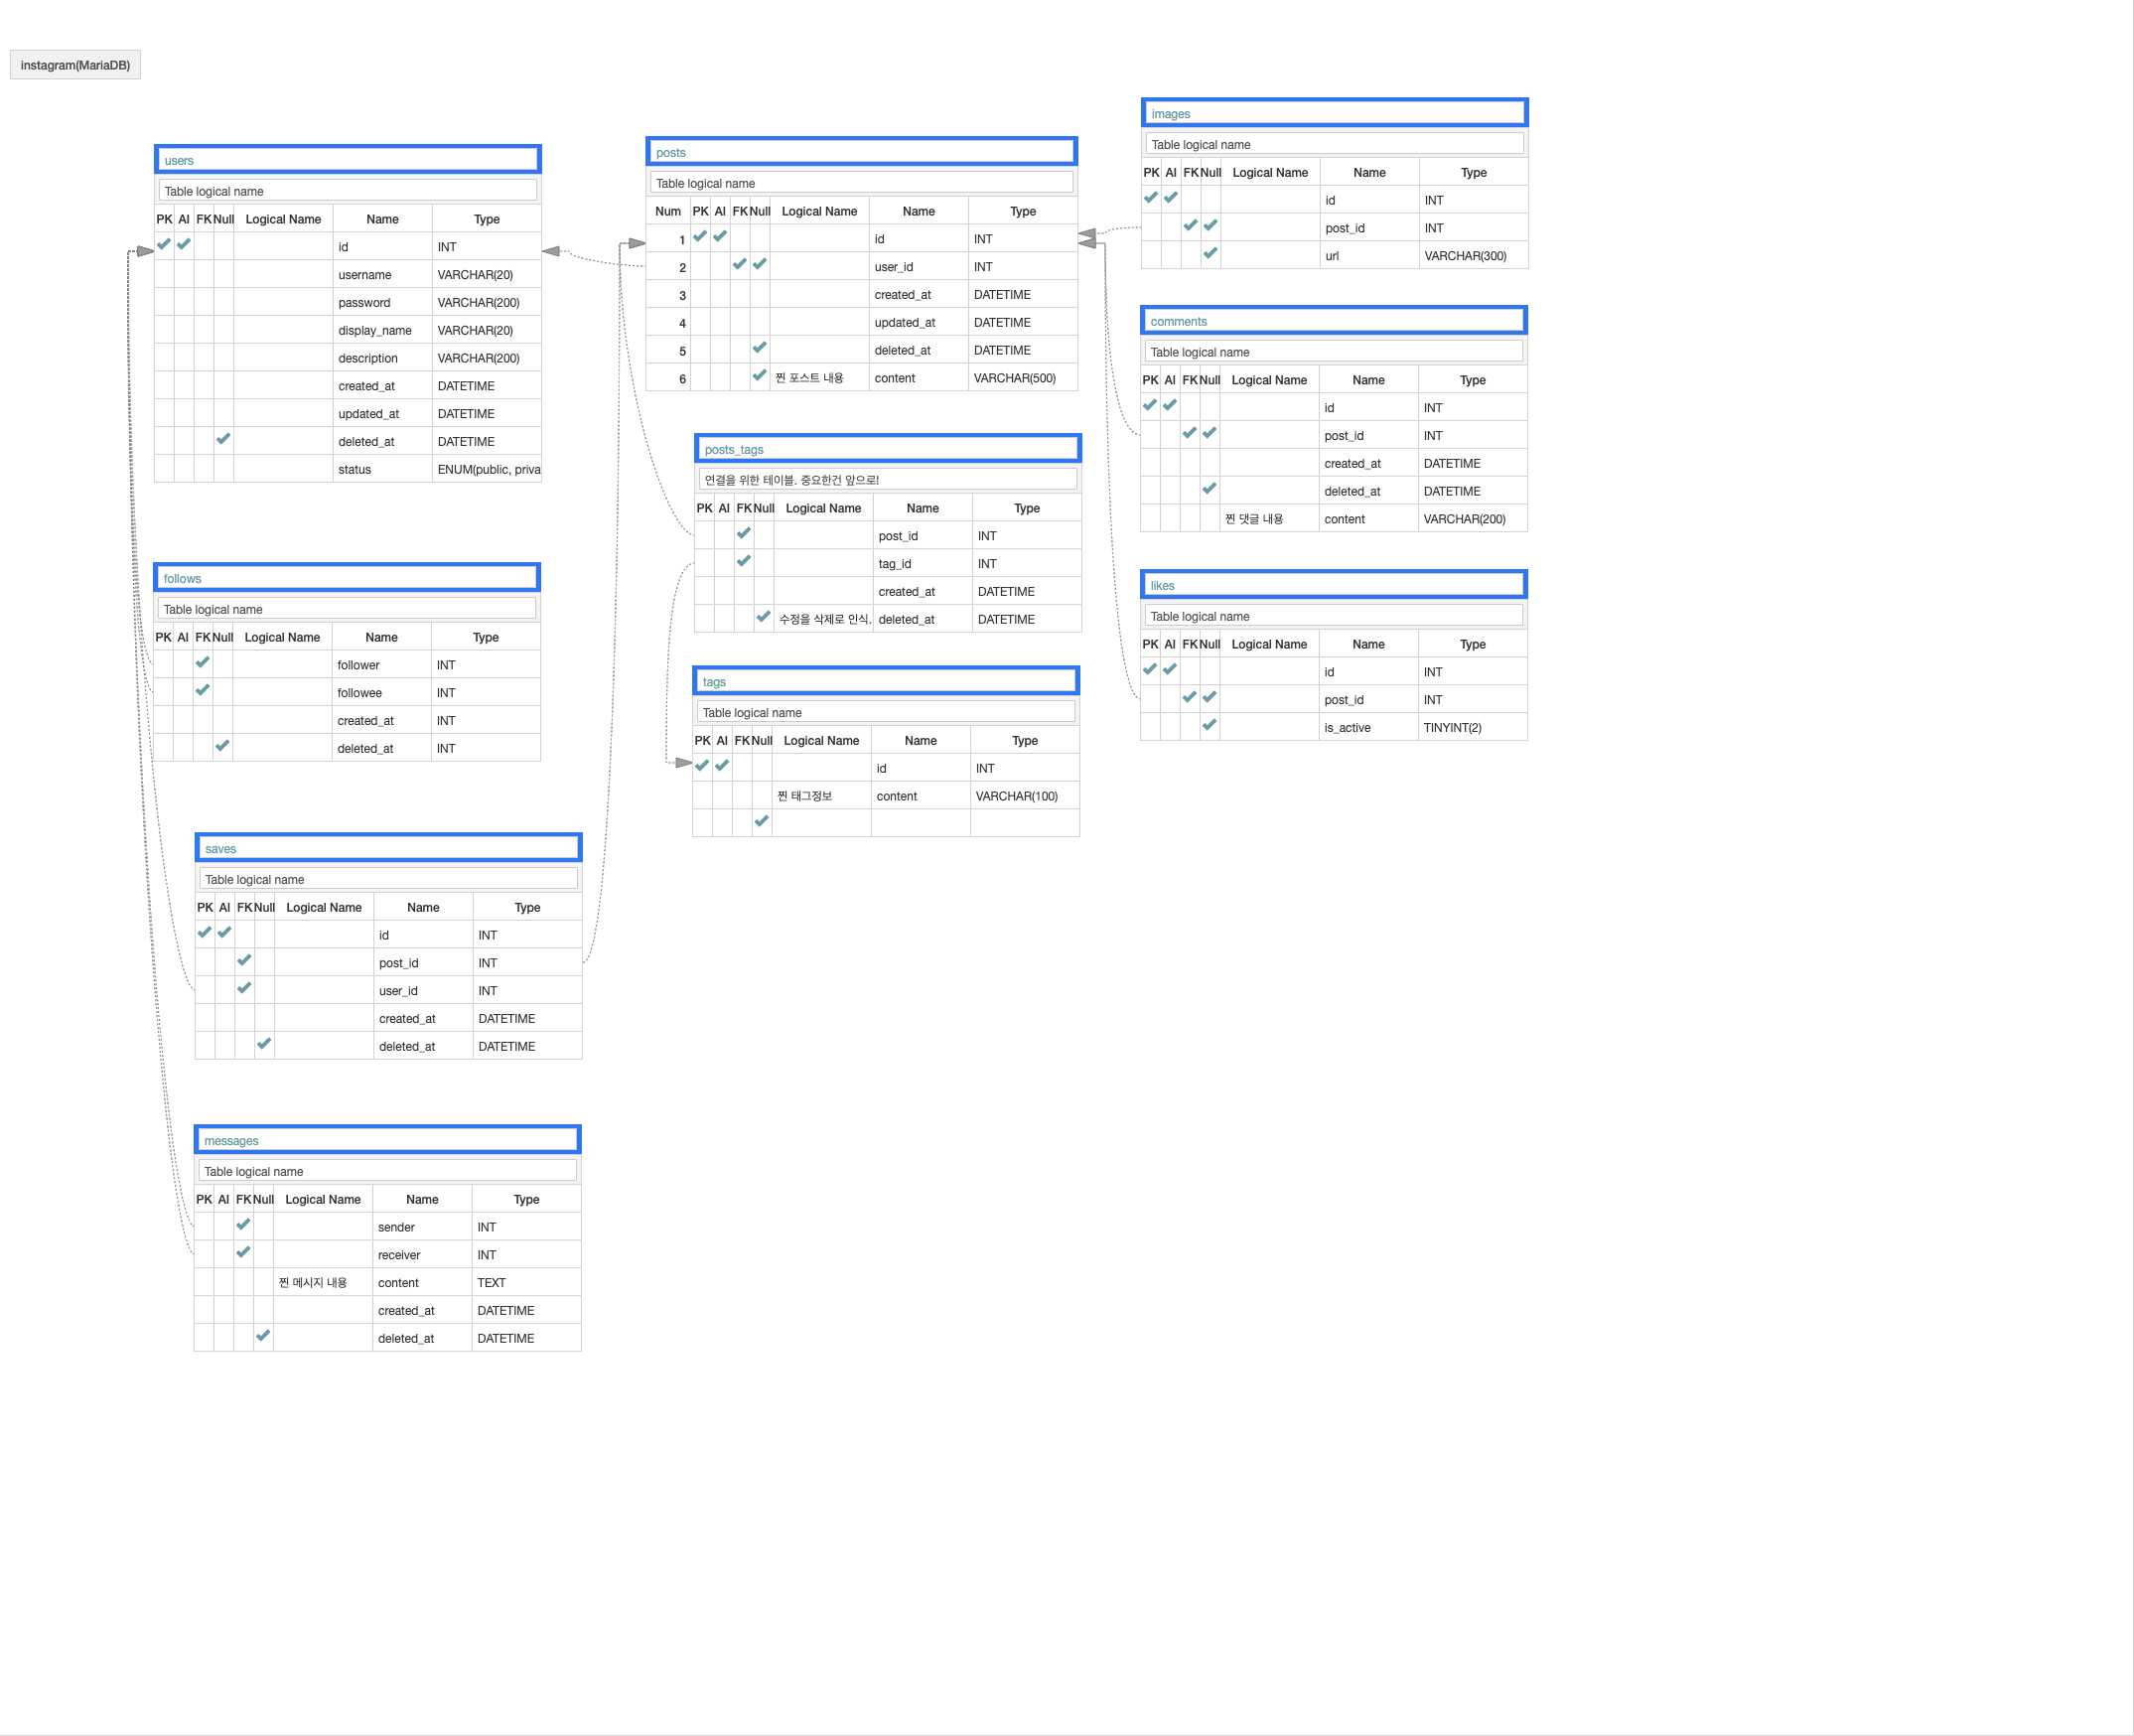 instagram(MariaDB)
users
Table logical name
PK AI FK Null Logical Name Name Type
id INT
username VARCHAR(20)
password VARCHAR(200)
display_name VARCHAR(20)
description VARCHAR(200)
created_at DATETIME
updated_at DATETIME
deleted_at DATETIME
status ENUM(public, priva
follows
Table logical name
PK AI FK Null Logical Name Name Type
follower INT
followee INT
created_at INT
deleted_at INT
saves
Table logical name
PK AI FK Null Logical Name Name Type
id INT
post_id INT
user_id INT
created_at DATETIME
deleted_at DATETIME
messages
Table logical name
PK AI FK Null Logical Name Name Type
sender INT
receiver INT
찐 메시지 내용 content TEXT
created_at DATETIME
deleted_at DATETIME
posts
Table logical name
Num PK AI FK Null Logical Name Name Type
1 id INT
2 user_id INT
3 created_at DATETIME
4 updated_at DATETIME
5 deleted_at DATETIME
6 찐 포스트 내용 content VARCHAR(500)
posts_tags
연결을 위한 테이블. 중요한건 앞으로!
PK AI FK Null Logical Name Name Type
post_id INT
tag_id INT
created_at DATETIME
수정을 삭제로 인식. deleted_at DATETIME
tags
Table logical name
PK AI FK Null Logical Name Name Type
id INT
찐 태그정보 content VARCHAR(100)
images
Table logical name
PK AI FK Null Logical Name Name Type
id INT
post_id INT
url VARCHAR(300)
comments
Table logical name
PK AI FK Null Logical Name Name Type
id INT
post_id INT
created_at DATETIME
deleted_at DATETIME
찐 댓글 내용 content VARCHAR(200)
likes
Table logical name
PK AI FK Null Logical Name Name Type
id INT
post_id INT
is_active TINYINT(2)